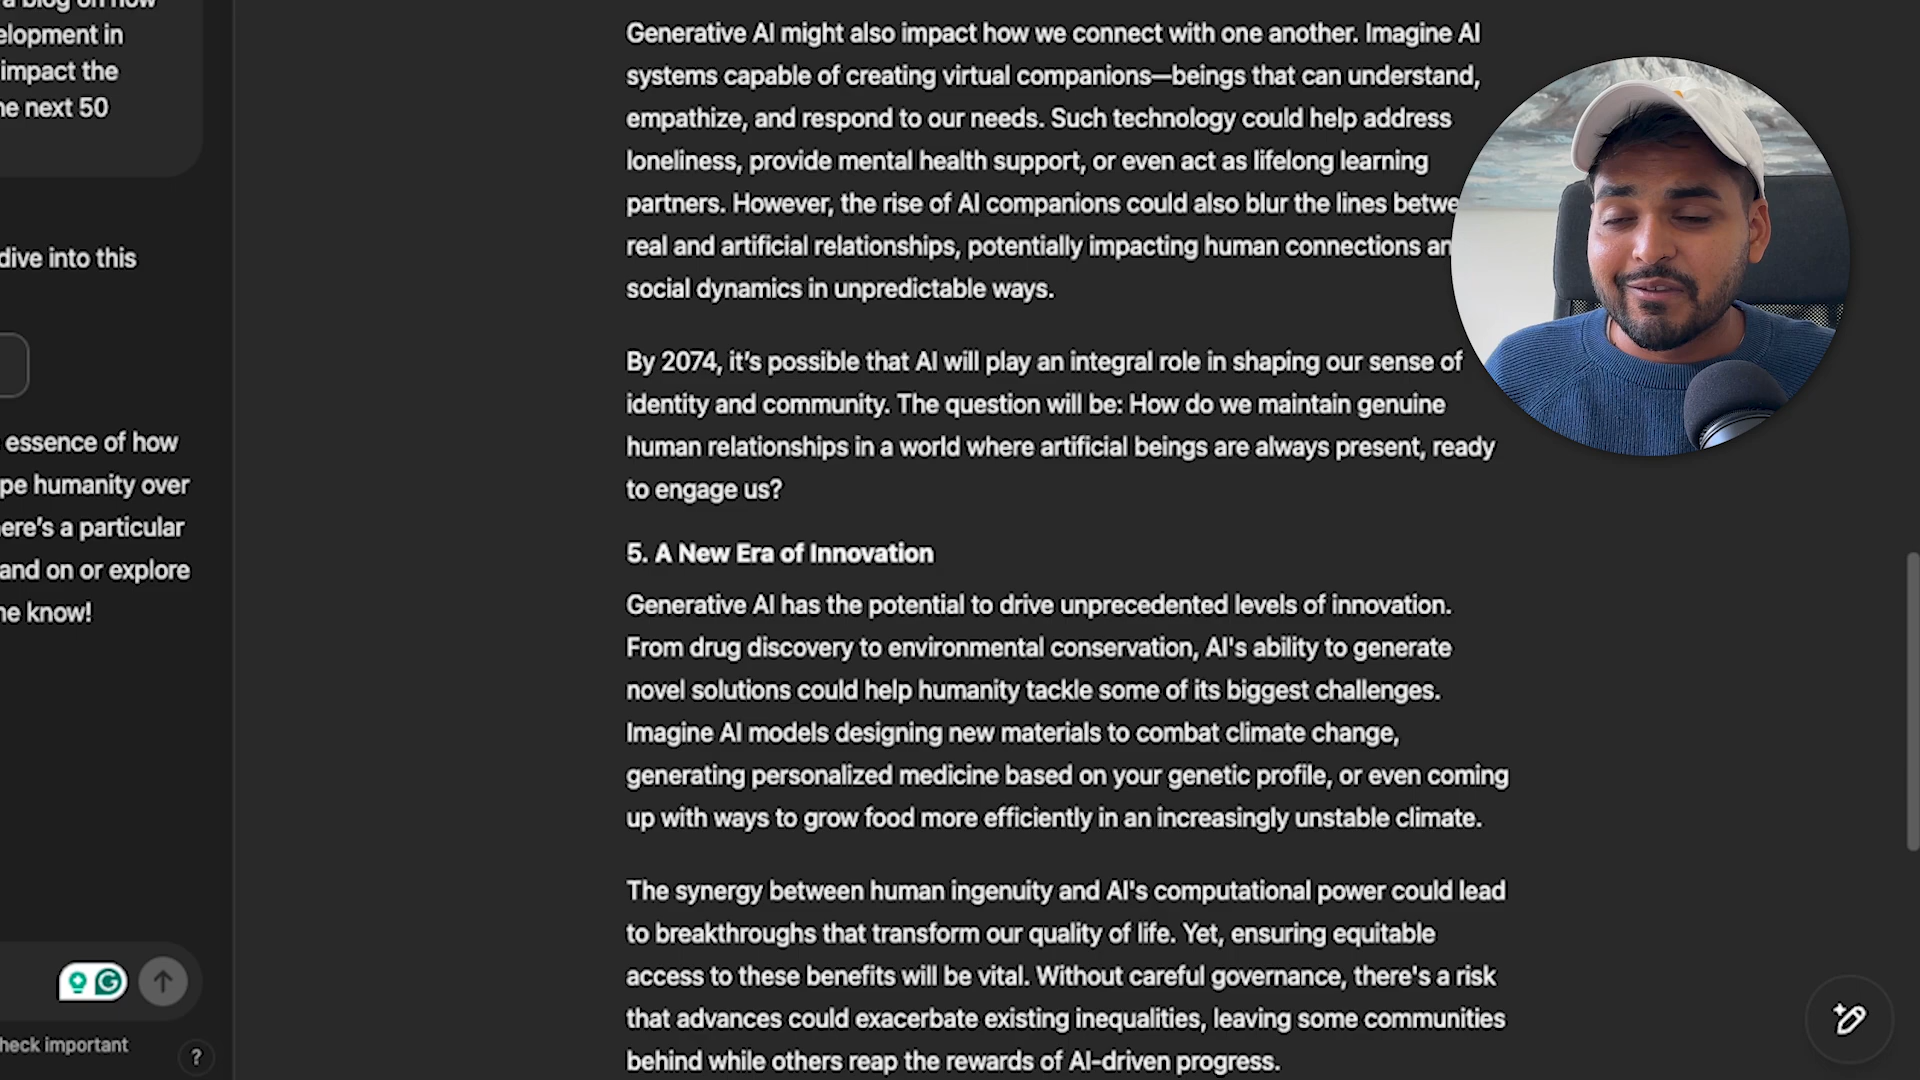 a blog on how
elopment in
impact the
he next 50
dive into this
essence of how
pe humanity over
ere's a particular
and on or explore
ne know!
heck important
?
Generative AI might also impact how we connect with one another. Imagine AI
systems capable of creating virtual companions—beings that can understand,
empathize, and respond to our needs. Such technology could help address
loneliness, provide mental health support, or even act as lifelong learning
partners. However, the rise of AI companions could also blur the lines betwe
real and artificial relationships, potentially impacting human connections an
social dynamics in unpredictable ways.
By 2074, it’s possible that AI will play an integral role in shaping our sense of
identity and community. The question will be: How do we maintain genuine
human relationships in a world where artificial beings are always present, ready
to engage us?
5. A New Era of Innovation
Generative AI has the potential to drive unprecedented levels of innovation.
From drug discovery to environmental conservation, AI's ability to generate
novel solutions could help humanity tackle some of its biggest challenges.
Imagine AI models designing new materials to combat climate change,
generating personalized medicine based on your genetic profile, or even coming
up with ways to grow food more efficiently in an increasingly unstable climate.
The synergy between human ingenuity and AI's computational power could lead
to breakthroughs that transform our quality of life. Yet, ensuring equitable
access to these benefits will be vital. Without careful governance, there's a risk
that advances could exacerbate existing inequalities, leaving some communities
behind while others reap the rewards of AI-driven progress.